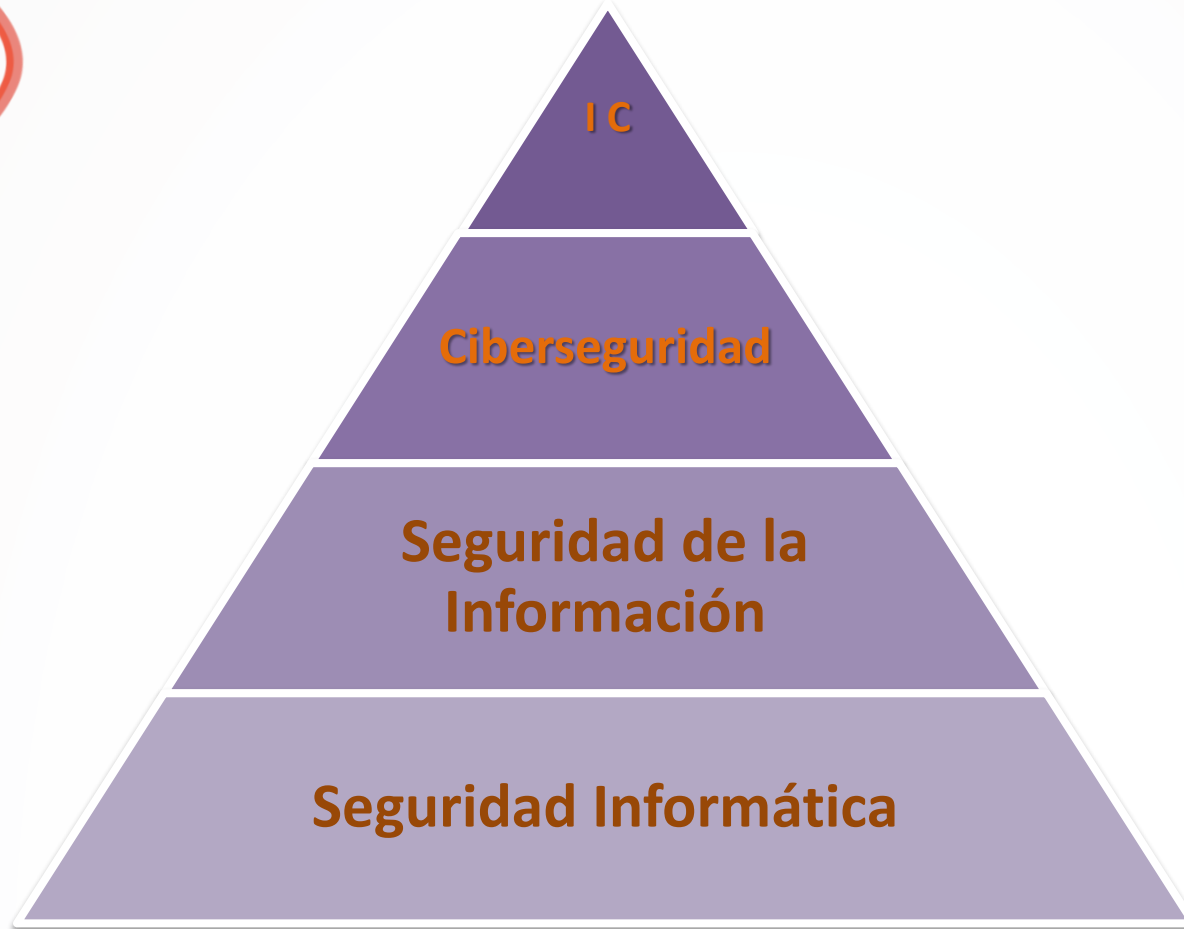 I C
Ciberseguridad
Seguridad de la
Información
Seguridad Informática